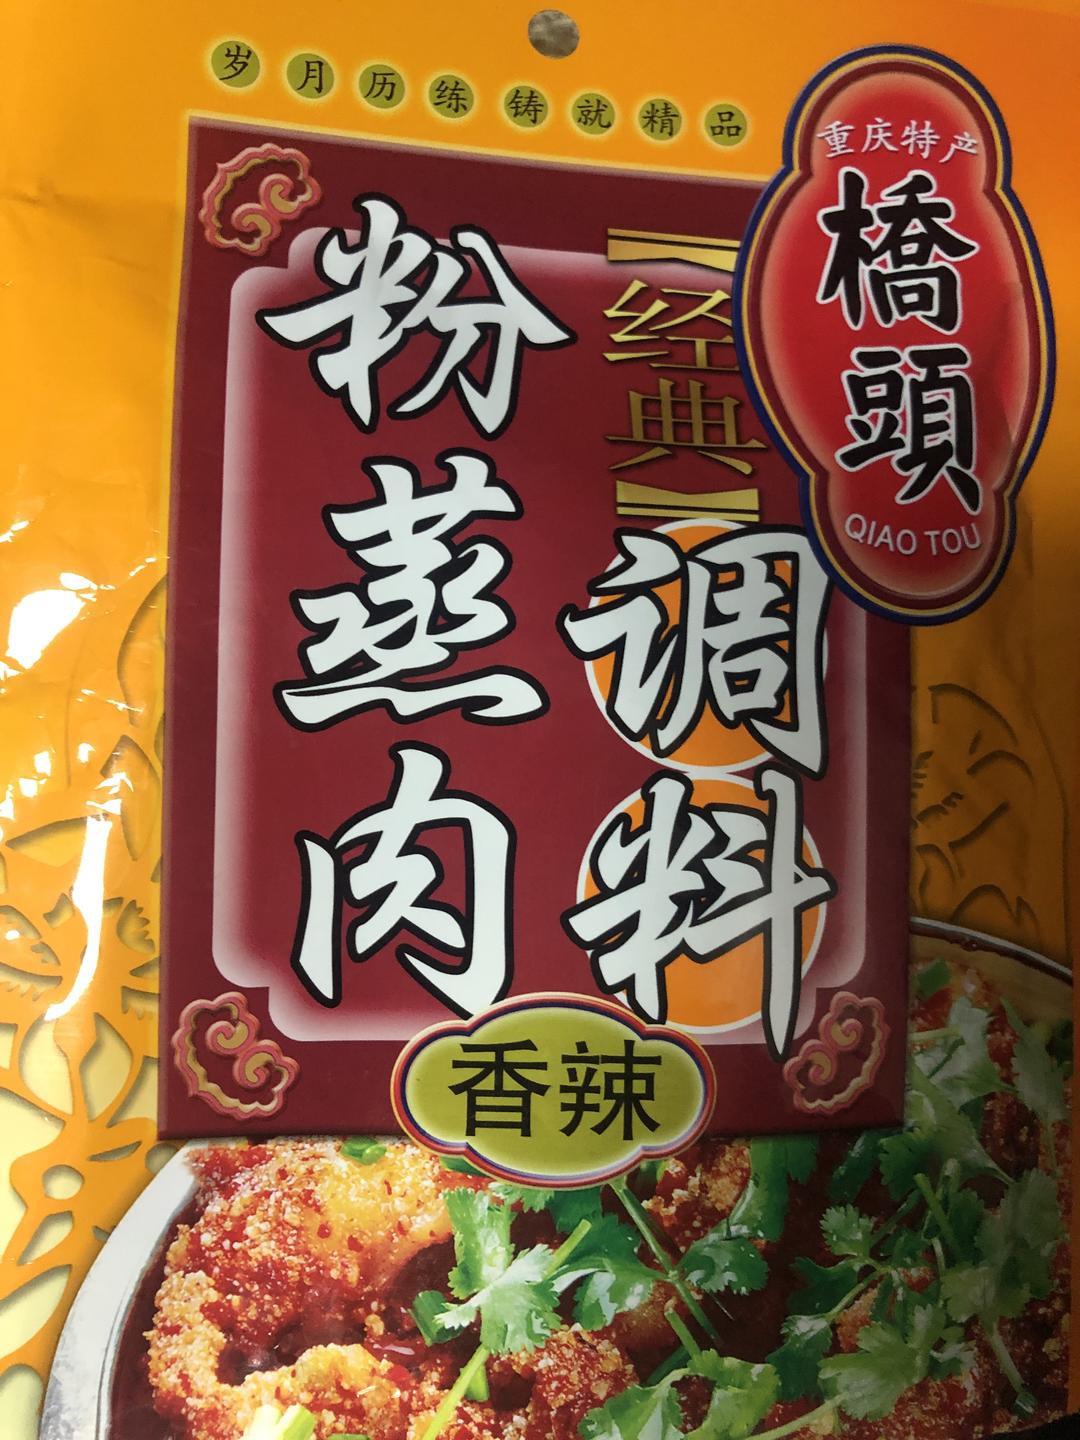 岁月历练铸就精品
重庆特产
橋頭
QIAO TOU
【经典】
粉蒸肉
调料
香辣